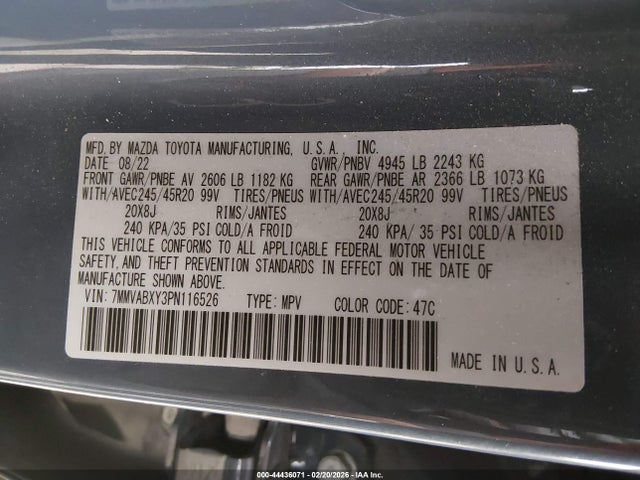 MFD. BY MAZDA TOYOTA MANUFACTURING, U.S.A., INC.
DATE 08/22 GVWR/PNBV 4945 LB 2243 KG
FRONT GAWR/PNBE AV 2606 LB 1182 KG REAR GAWR/PNBE AR 2366 LB 1073 KG
WITH/AVEC245/45R20 99V TIRES/PNEUS WITH/AVEC245/45R20 99V TIRES/PNEUS
20X8J RIMS/JANTES 20X8J RIMS/JANTES
240 KPA/35 PSI COLD/A FROID 240 KPA/ 35 PSI COLD/A FROID
THIS VEHICLE CONFORMS TO ALL APPLICABLE FEDERAL MOTOR VEHICLE
SAFETY, AND THEFT PREVENTION STANDARDS IN EFFECT ON THE DATE OF
MANUFACTURE SHOWN ABOVE.
VIN: 7MMVABXY3PN116526 TYPE: MPV COLOR CODE: 47C
MADE IN U.S.A.
000-44436071 - 02/20/2026 - IAA Inc.